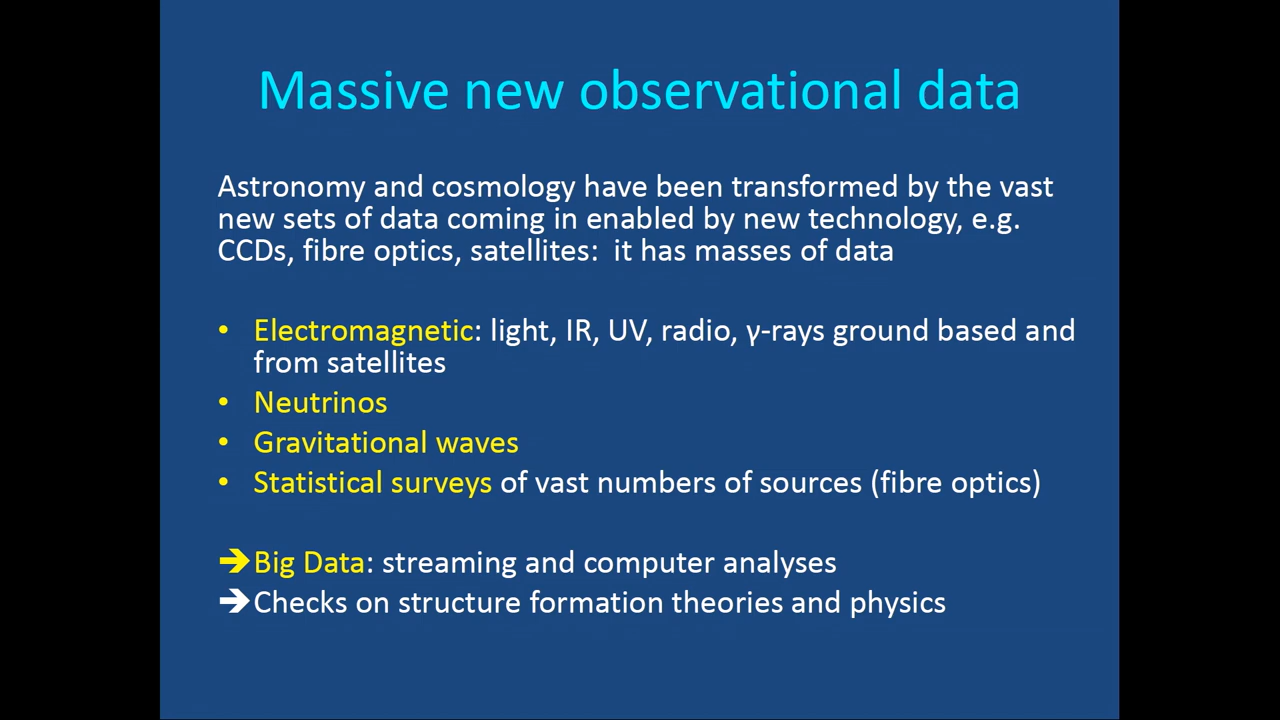 Massive new observational data
Astronomy and cosmology have been transformed by the vast
new sets of data coming in enabled by new technology, e.g.
CCDs, fibre optics, satellites:  it has masses of data
• Electromagnetic: light, IR, UV, radio, γ-rays ground based and
from satellites
• Neutrinos
• Gravitational waves
• Statistical surveys of vast numbers of sources (fibre optics)
➔Big Data: streaming and computer analyses
➔Checks on structure formation theories and physics